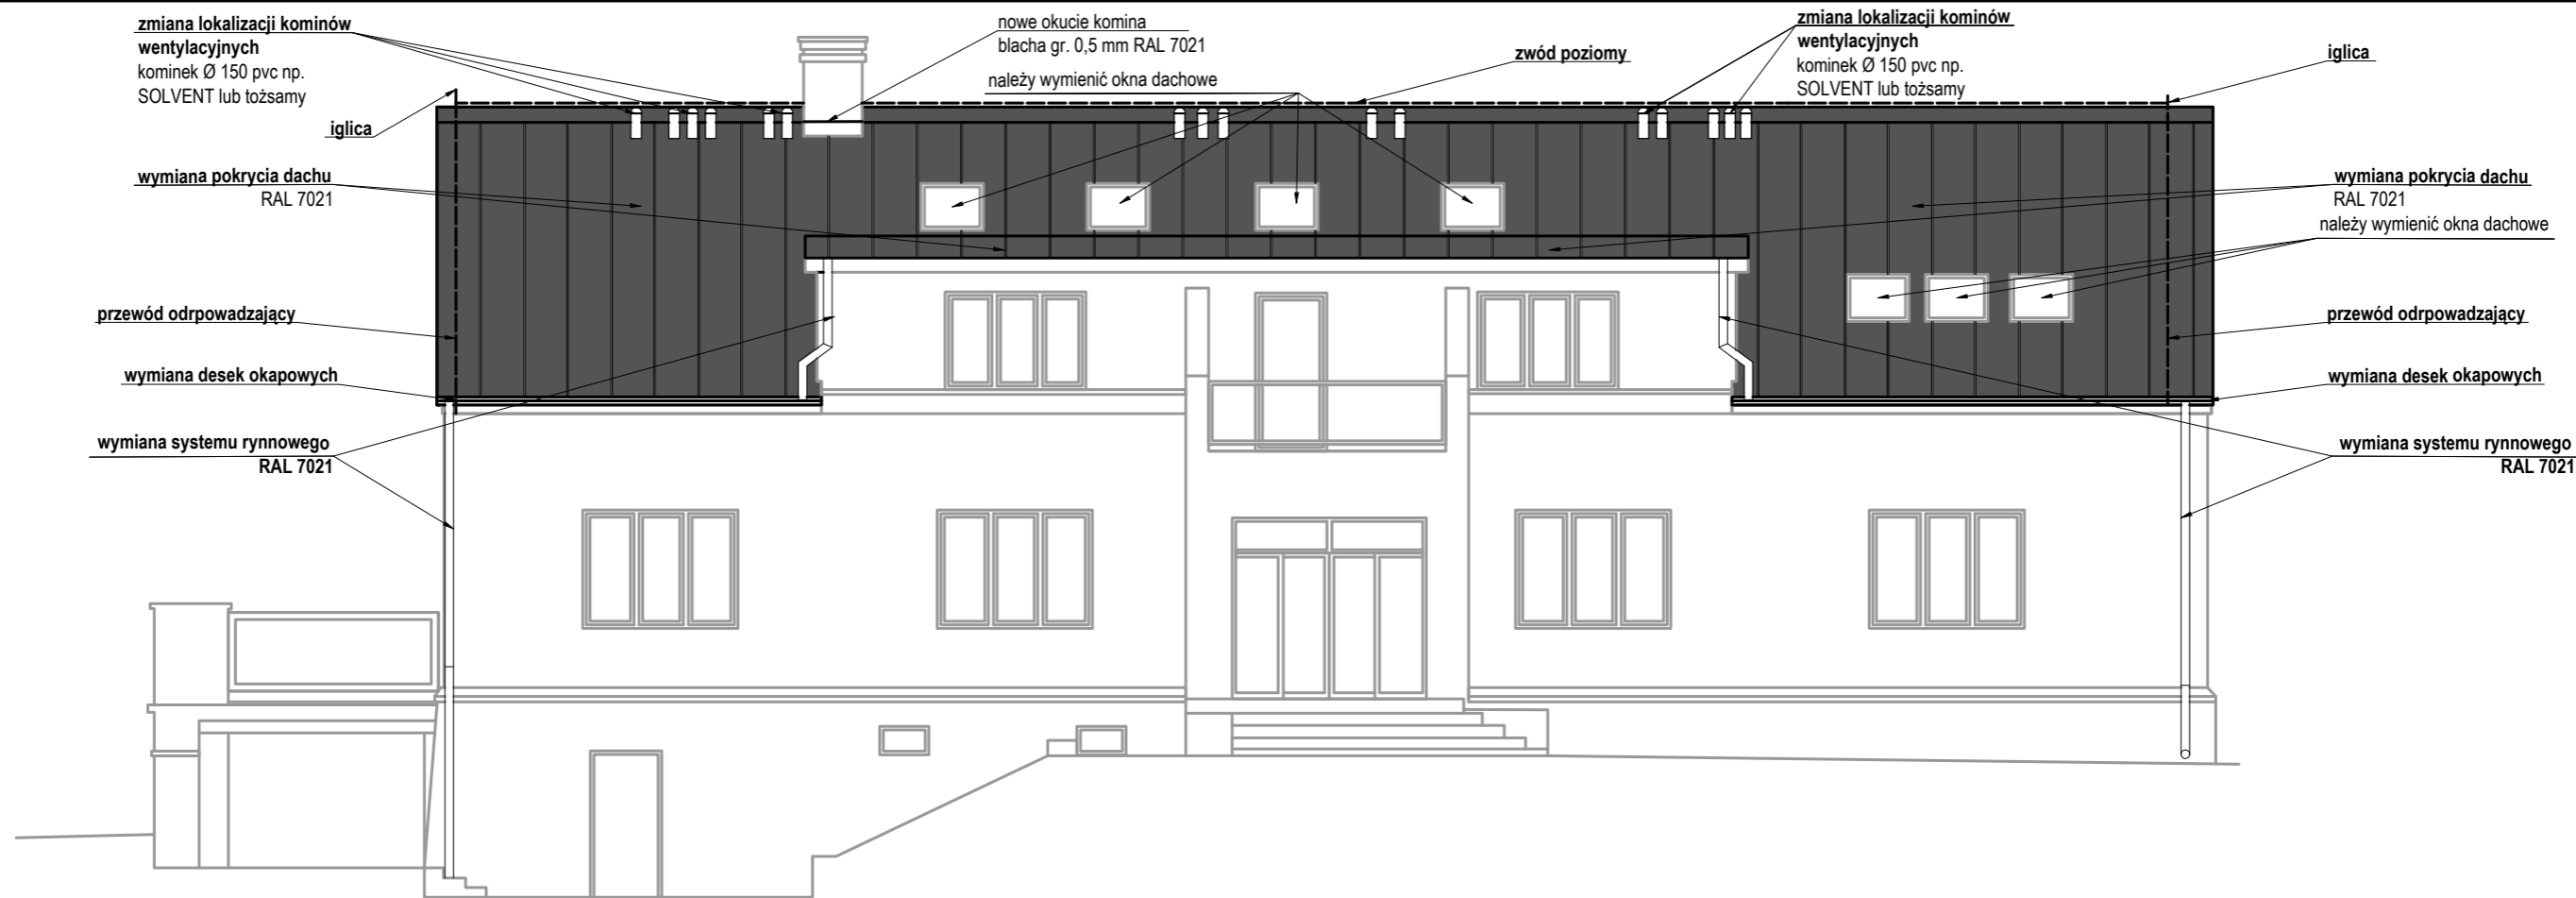 zmiana lokalizacji kominów
wentylacyjnych
kominek Ø 150 pvc np.
SOLVENT lub tożsamy
iglica
wymiana pokrycia dachu
RAL 7021
przewód odrpowadzający
wymiana desek okapowych
wymiana systemu rynnowego
RAL 7021
nowe okucie komina
blacha gr. 0,5 mm RAL 7021
należy wymienić okna dachowe
zwód poziomy
zmiana lokalizacji kominów
wentylacyjnych
kominek Ø 150 pvc np.
SOLVENT lub tożsamy
iglica
wymiana pokrycia dachu
RAL 7021
należy wymienić okna dachowe
przewód odrpowadzający
wymiana desek okapowych
wymiana systemu rynnowego
RAL 7021